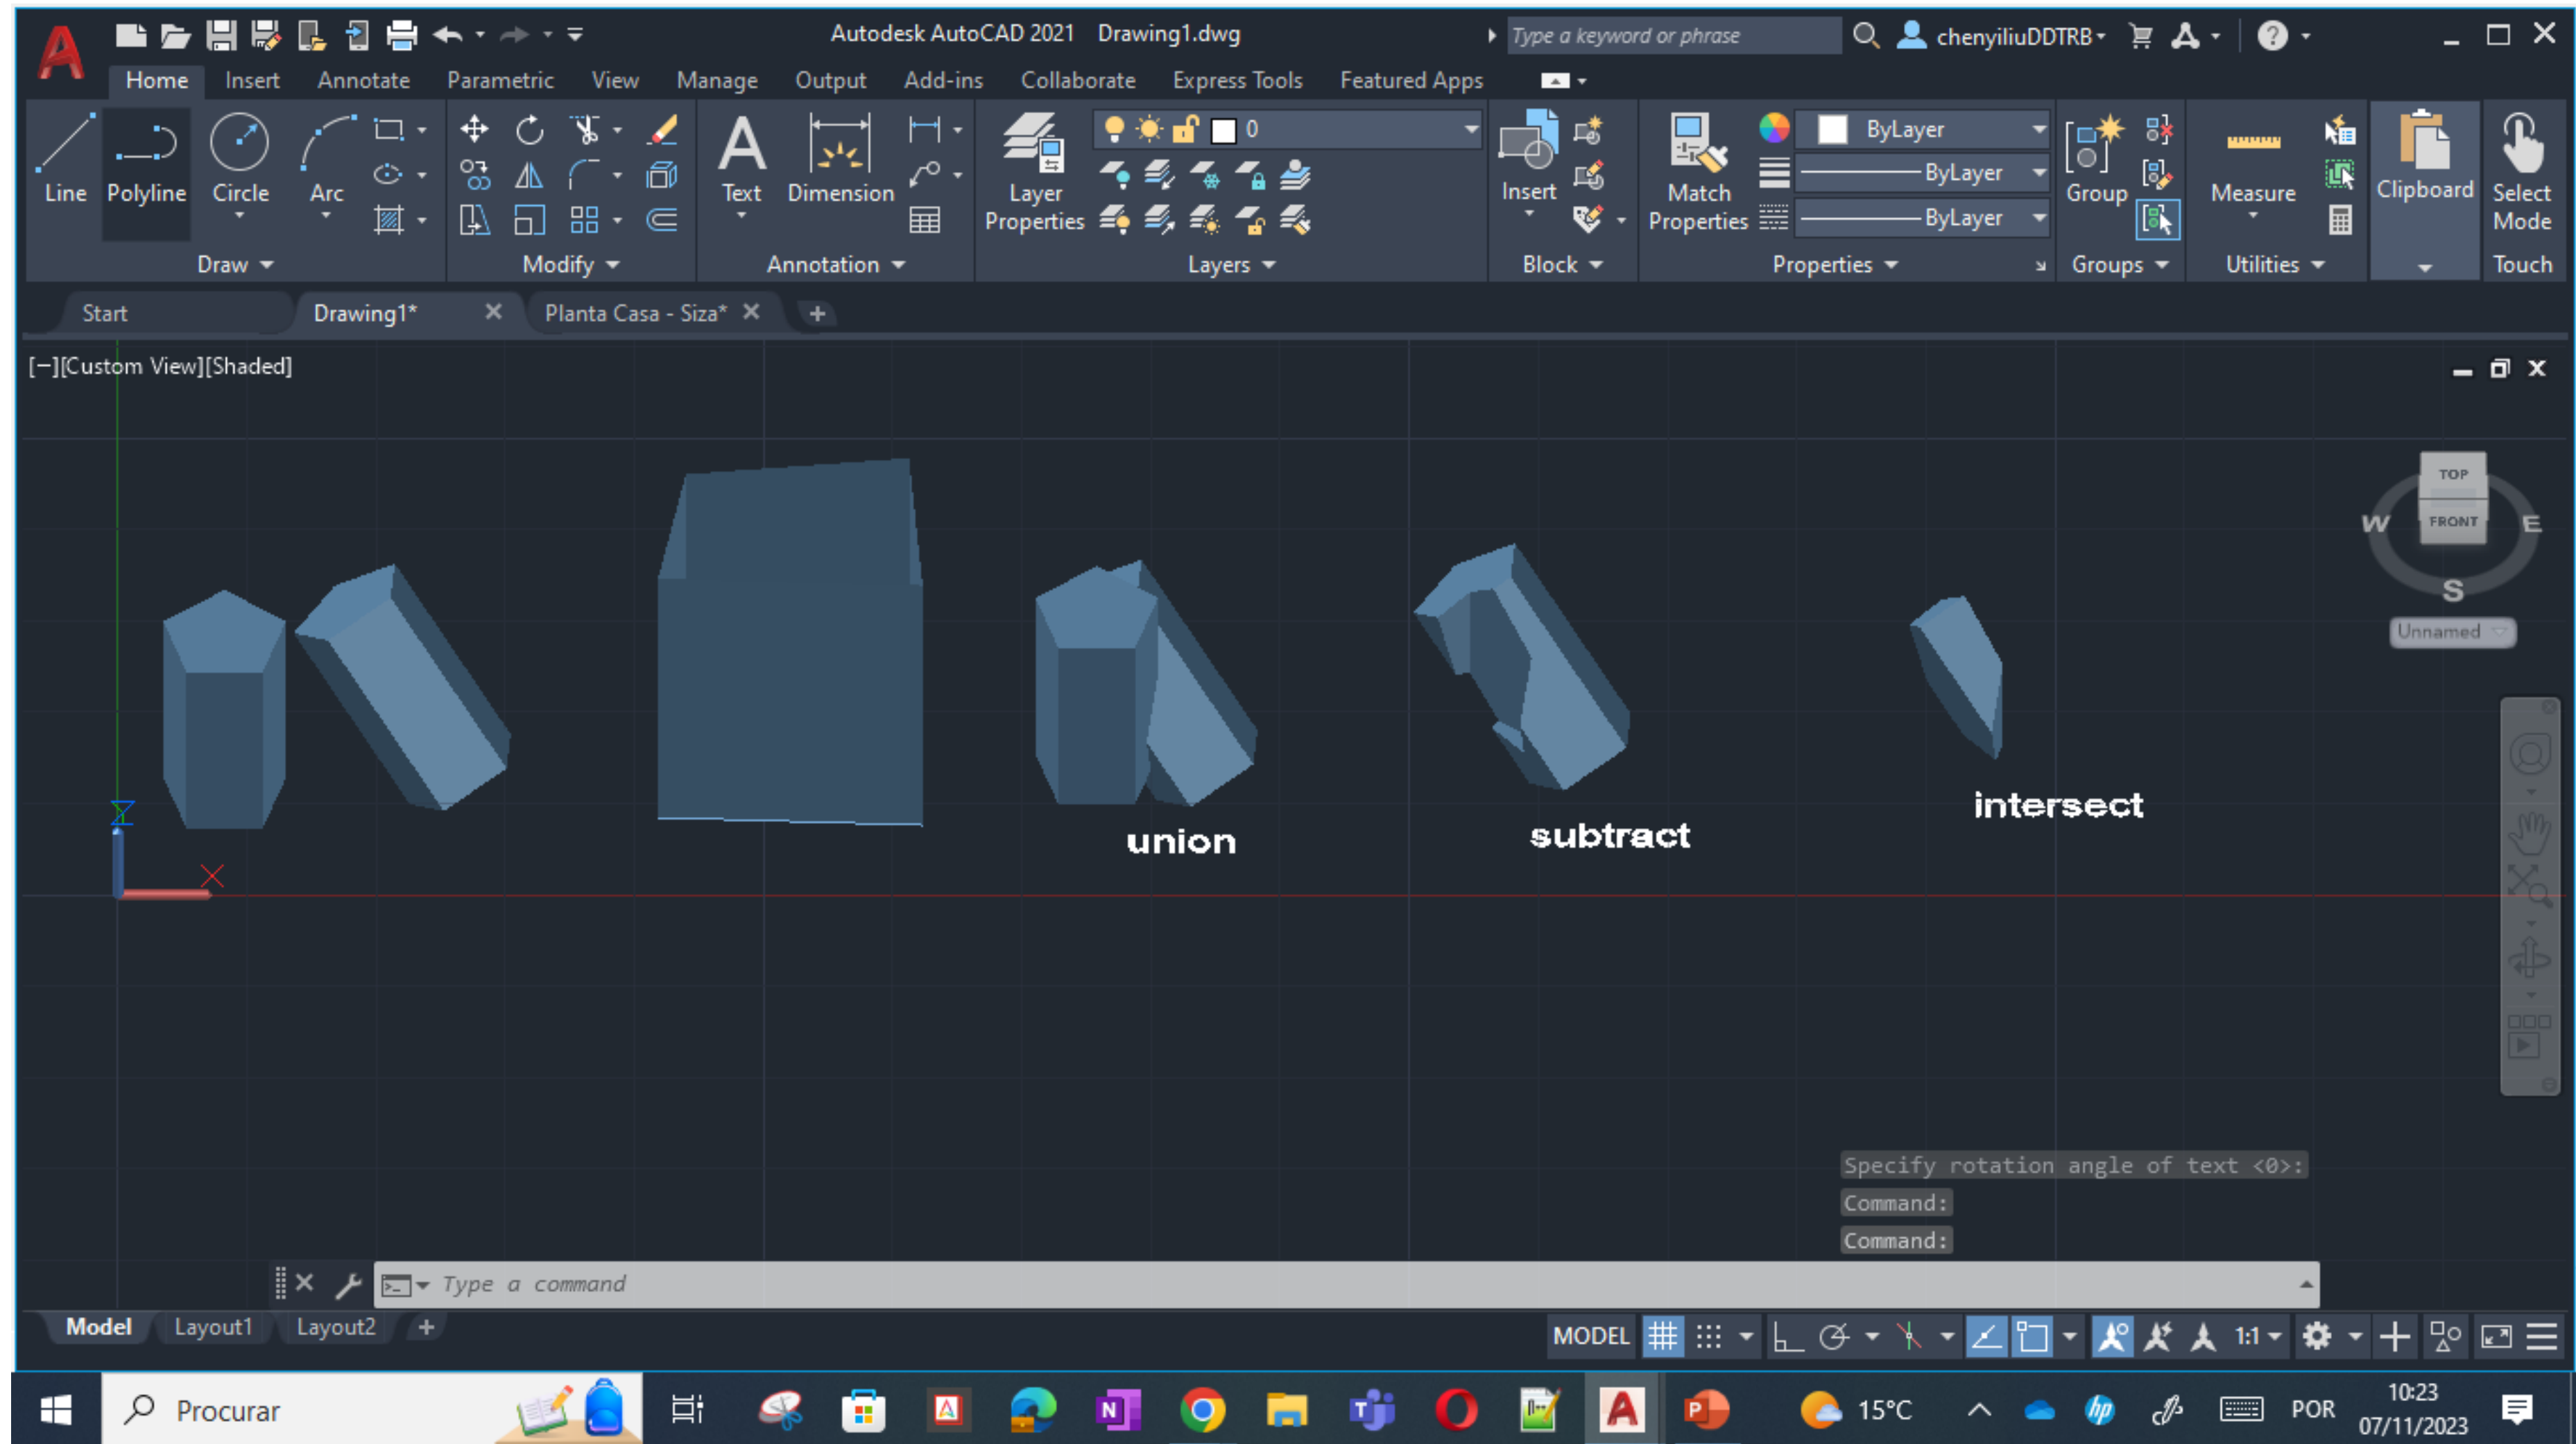 Autodesk AutoCAD 2021 Drawing1.dwg
Type a keyword or phrase
chenyiliuDDTRB
Home Insert Annotate Parametric View Manage Output Add-ins Collaborate Express Tools Featured Apps
Line Polyline Circle Arc
Text Dimension
Layer Properties
0
Insert
Match Properties
ByLayer
ByLayer
ByLayer
Group
Measure
Clipboard
Select Mode
Draw Modify Annotation Layers Block Properties Groups Utilities Touch
Start Drawing1* Planta Casa - Siza*
[−][Custom View][Shaded]
TOP
FRONT
W E
S
Unnamed
Y
X
union
subtract
intersect
Specify rotation angle of text <0>:
Command:
Command:
Type a command
Model Layout1 Layout2
MODEL 1:1
Procurar
15°C
POR
10:23
07/11/2023